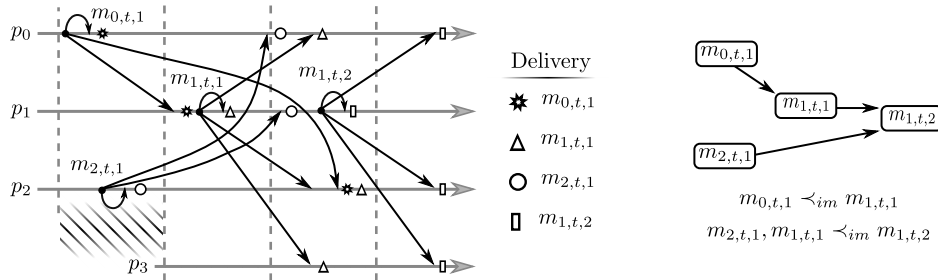 p₀
m₀,ₜ,₁
m₁,ₜ,₁
m₁,ₜ,₂
p₁
m₂,ₜ,₁
p₂
p₃
Delivery
m₀,ₜ,₁
m₁,ₜ,₁
m₂,ₜ,₁
m₁,ₜ,₂
m₀,ₜ,₁
m₁,ₜ,₁
m₁,ₜ,₂
m₂,ₜ,₁
m₀,ₜ,₁ ≺ᵢₘ m₁,ₜ,₁
m₂,ₜ,₁, m₁,ₜ,₁ ≺ᵢₘ m₁,ₜ,₂